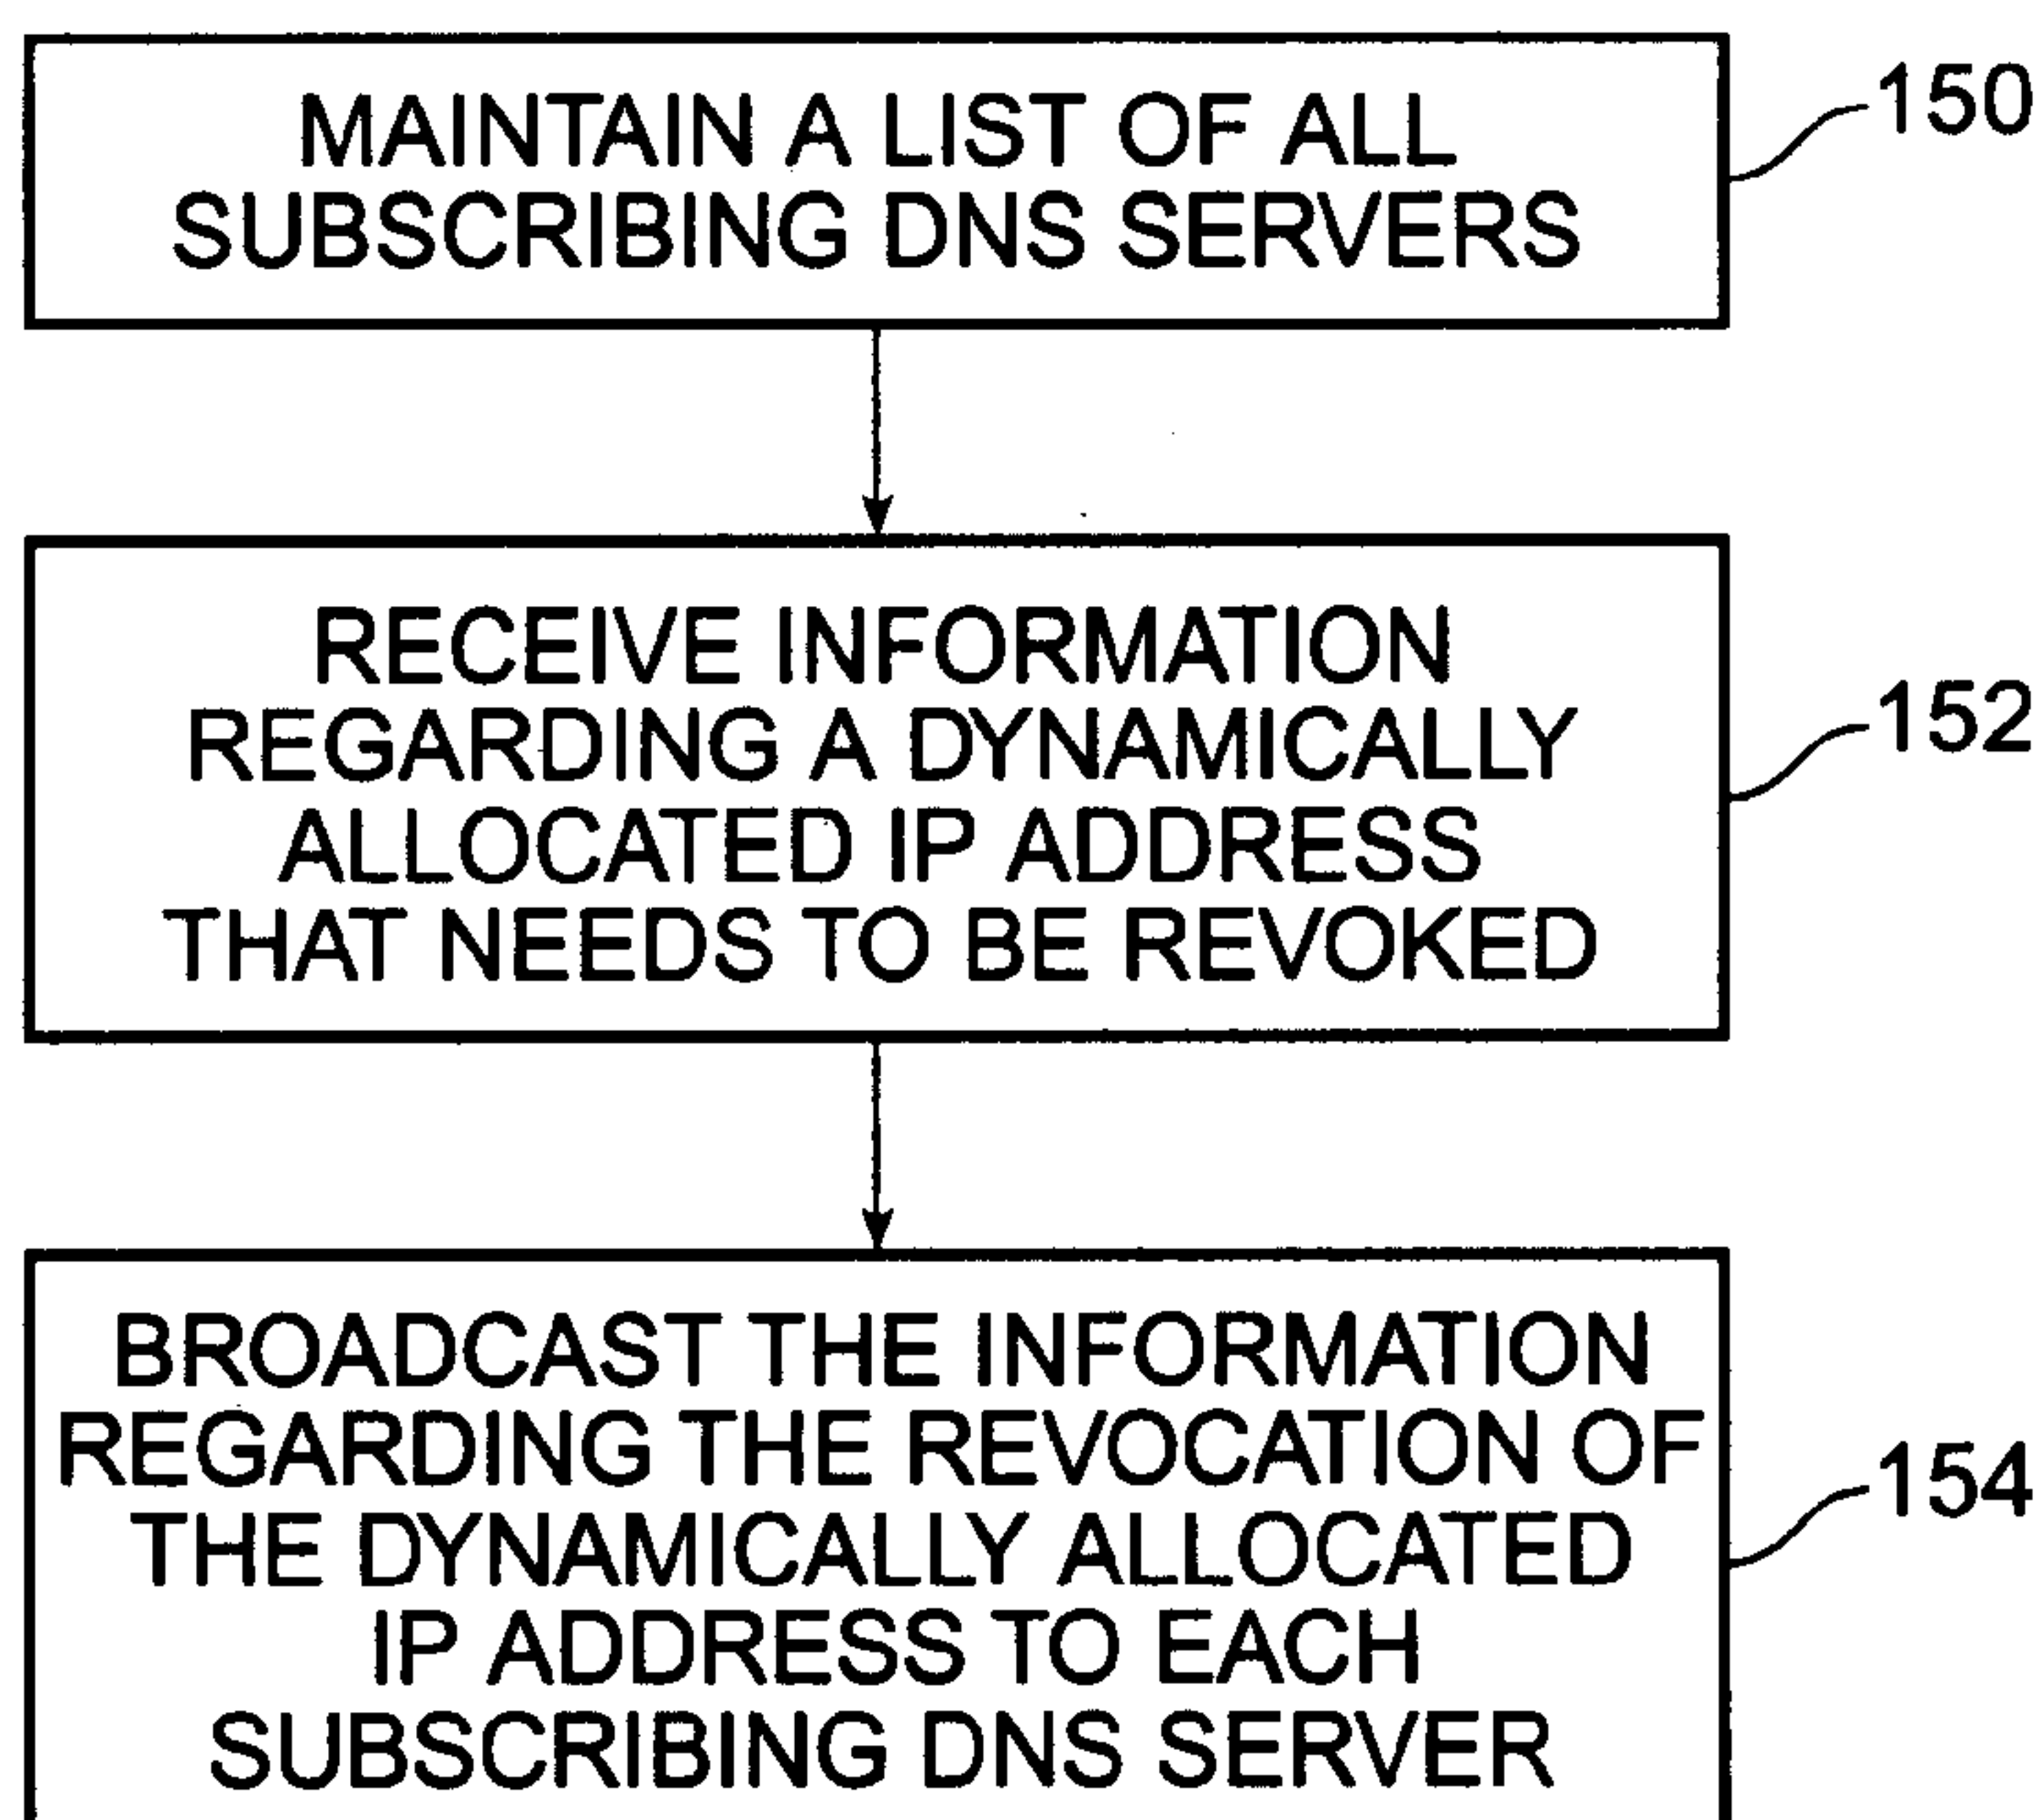 MAINTAIN A LIST OF ALL
SUBSCRIBING DNS SERVERS
150
RECEIVE INFORMATION
REGARDING A DYNAMICALLY
ALLOCATED IP ADDRESS
THAT NEEDS TO BE REVOKED
152
BROADCAST THE INFORMATION
REGARDING THE REVOCATION OF
THE DYNAMICALLY ALLOCATED
IP ADDRESS TO EACH
SUBSCRIBING DNS SERVER
154